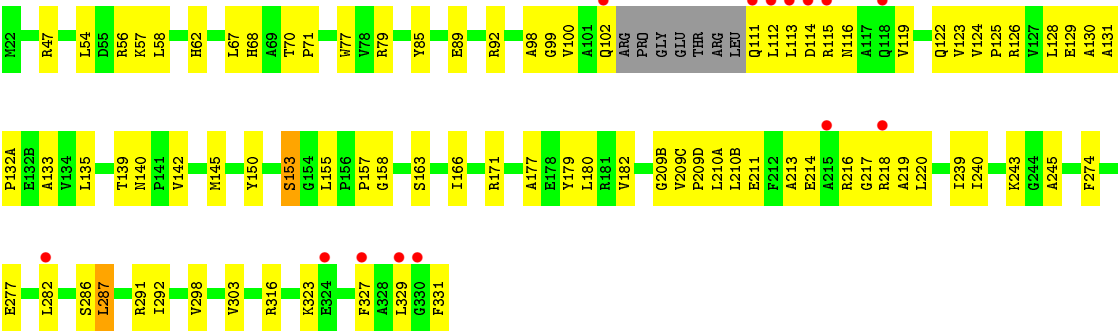 M22 R47 L54 D55 R56 K57 L58 H62 L67 H68 A69 T70 P71 W77 V78 R79 Y85 E89 R92 A98 G99 V100 A101 Q102 ARG PRO GLY GLU THR ARG LEU Q111 L112 L113 D114 R115 N116 A117 Q118 V119 Q122 V123 V124 P125 R126 V127 L128 E129 A130 A131
P132A E132B A133 V134 L135 T139 N140 P141 V142 M145 Y150 S153 G154 L155 P156 P157 G158 S163 I166 R171 A177 E178 Y179 L180 R181 V182 G209B V209C P209D L210A L210B E211 F212 A213 E214 A215 R216 G217 R218 A219 L220 I239 I240 K243 G244 A245 F274
E277 L282 S286 L287 R291 I292 V298 V303 R316 K323 E324 F327 A328 L329 G330 F331